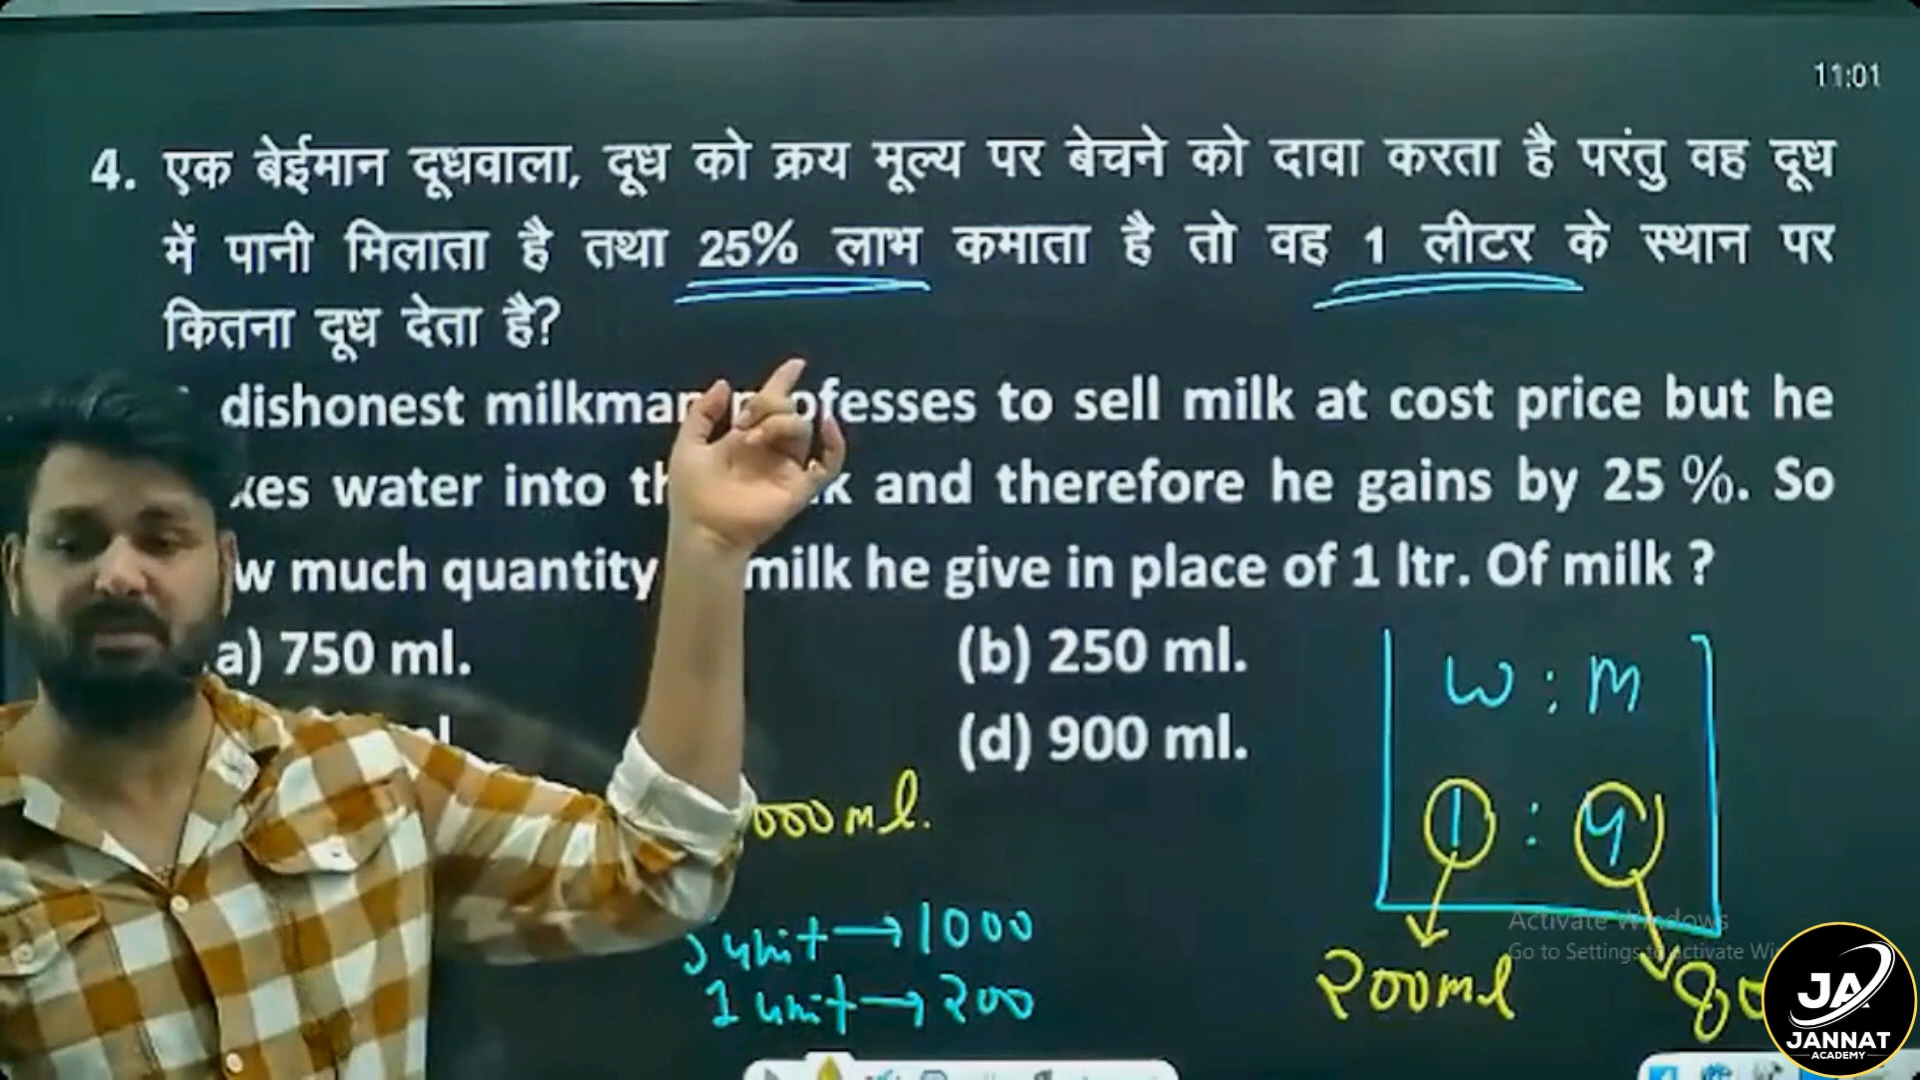 11:01
4. एक बेईमान दूधवाला, दूध को क्रय मूल्य पर बेचने को दावा करता है परंतु वह दूध
में पानी मिलाता है तथा 25% लाभ कमाता है तो वह 1 लीटर के स्थान पर
कितना दूध देता है?
dishonest milkman professes to sell milk at cost price but he
water into and therefore he gains by 25 %. So
much quantity milk he give in place of 1 ltr. Of milk ?
a) 750 ml. (b) 250 ml.
(d) 900 ml.
W : M
1 : 4
ml.
unit → 1000
1 unit → 200
200ml
Activate Windows
Go to Settings to activate
JA
JANNAT
ACADEMY